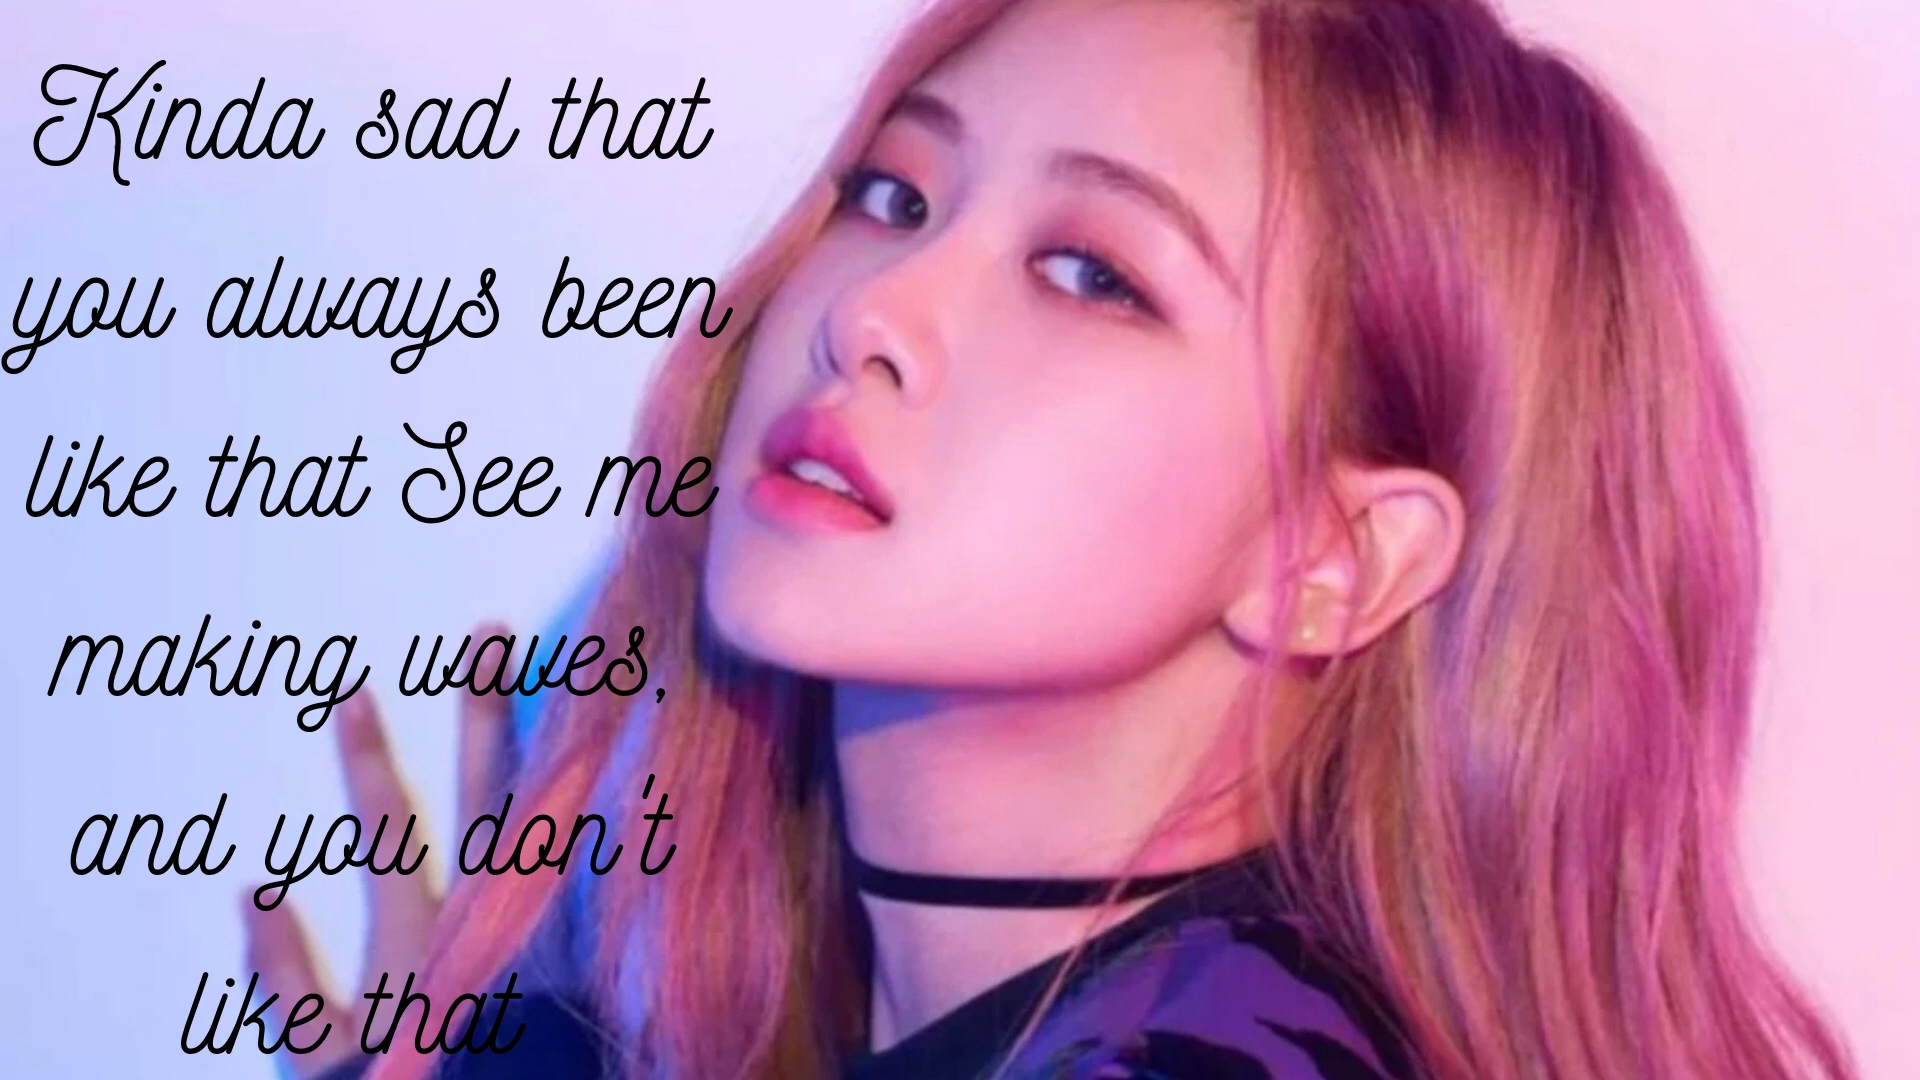 Kinda sad that
you always been
like that See me
making waves,
and you don't
like that